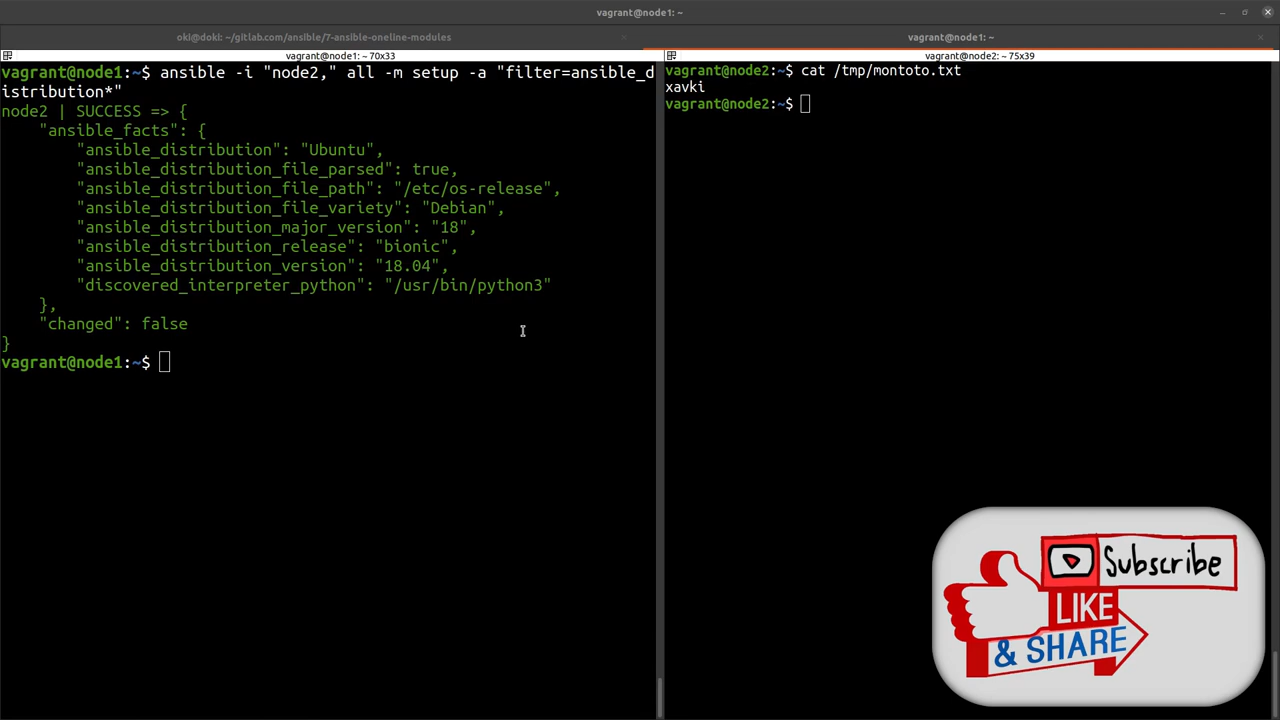 vagrant@node1: ~
oki@doki: ~/gitlab.com/ansible/7-ansible-oneline-modules
vagrant@node1: ~
vagrant@node1: ~ 70x33
vagrant@node1:~$ ansible -i "node2," all -m setup -a "filter=ansible_d
istribution*"
node2 | SUCCESS => {
    "ansible_facts": {
        "ansible_distribution": "Ubuntu",
        "ansible_distribution_file_parsed": true,
        "ansible_distribution_file_path": "/etc/os-release",
        "ansible_distribution_file_variety": "Debian",
        "ansible_distribution_major_version": "18",
        "ansible_distribution_release": "bionic",
        "ansible_distribution_version": "18.04",
        "discovered_interpreter_python": "/usr/bin/python3"
    },
    "changed": false
}
vagrant@node1:~$
vagrant@node2: ~ 75x39
vagrant@node2:~$ cat /tmp/montoto.txt
xavki
vagrant@node2:~$
Subscribe
LIKE
& SHARE